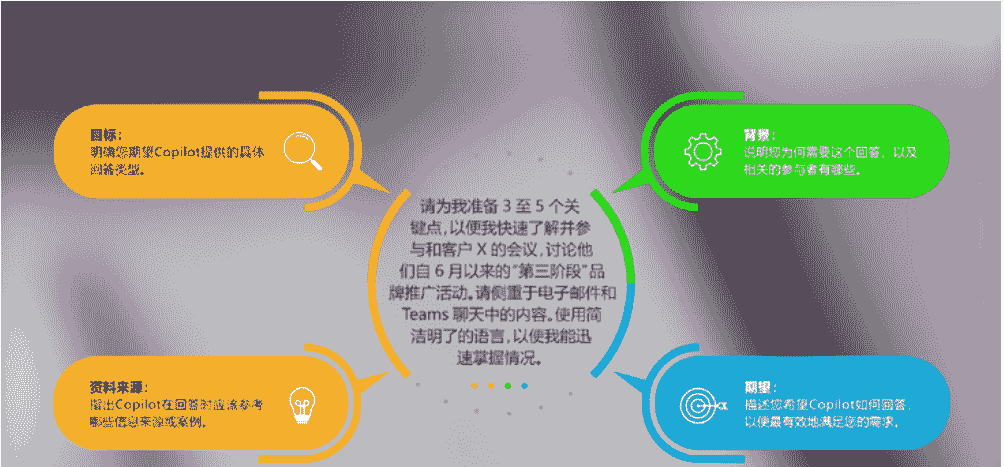 目标：
明确您期望Copilot提供的具体
回答类型。
背景：
说明您为何需要这个回答，以及
相关的参与者有哪些。
请为我准备 3 至 5 个关
键点，以便我快速了解并参
与和客户 X 的会议，讨论他
们自 6 月以来的“第三阶段”品
牌推广活动。请侧重于电子邮件和
Teams 聊天中的内容。使用简
洁明了的语言，以便我能迅
速掌握情况。
资料来源：
指出Copilot在回答时应该参考
哪些信息来源或案例。
期望：
描述您希望Copilot如何回答，
以便最有效地满足您的需求。